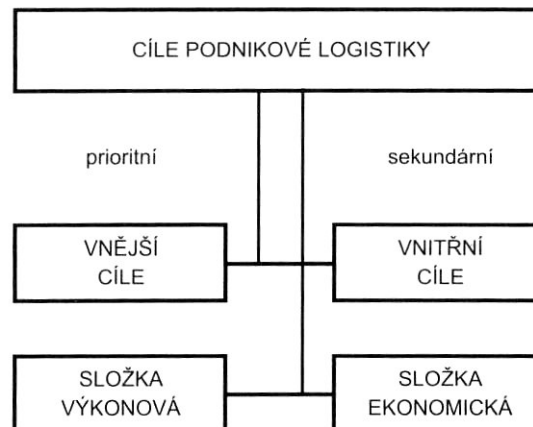 CÍLE PODNIKOVÉ LOGISTIKY
prioritní
sekundární
VNĚJŠÍ
CÍLE
VNITŘNÍ
CÍLE
SLOŽKA
VÝKONOVÁ
SLOŽKA
EKONOMICKÁ